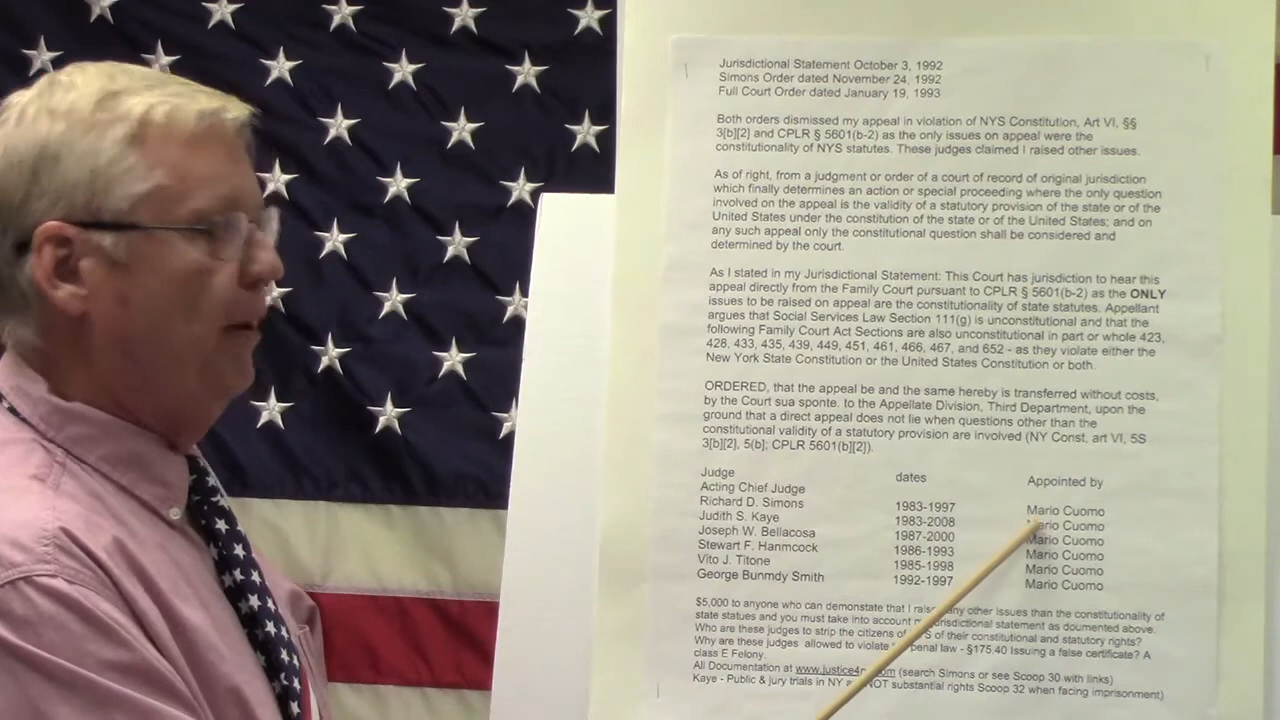 Jurisdictional Statement October 3, 1992
Simons Order dated November 24, 1992
Full Court Order dated January 19, 1993
Both orders dismissed my appeal in violation of NYS Constitution, Art VI, §§
3[b][2] and CPLR § 5601(b-2) as the only issues on appeal were the
constitutionality of NYS statutes. These judges claimed I raised other issues.
As of right, from a judgment or order of a court of record of original jurisdiction
which finally determines an action or special proceeding where the only question
involved on the appeal is the validity of a statutory provision of the state or of the
United States under the constitution of the state or of the United States; and on
any such appeal only the constitutional question shall be considered and
determined by the court.
As I stated in my Jurisdictional Statement: This Court has jurisdiction to hear this
appeal directly from the Family Court pursuant to CPLR § 5601(b-2) as the ONLY
issues to be raised on appeal are the constitutionality of state statutes. Appellant
argues that Social Services Law Section 111(g) is unconstitutional and that the
following Family Court Act Sections are also unconstitutional in part or whole 423,
428, 433, 435, 439, 449, 451, 461, 466, 467, and 652 - as they violate either the
New York State Constitution or the United States Constitution or both.
ORDERED, that the appeal be and the same hereby is transferred without costs,
by the Court sua sponte. to the Appellate Division, Third Department, upon the
ground that a direct appeal does not lie when questions other than the
constitutional validity of a statutory provision are involved (NY Const, art VI, 5S
3[b][2], 5(b]; CPLR 5601(b][2]).
Judge dates Appointed by
Acting Chief Judge
Richard D. Simons 1983-1997 Mario Cuomo
Judith S. Kaye 1983-2008 Mario Cuomo
Joseph W. Bellacosa 1987-2000 Mario Cuomo
Stewart F. Hanmcock 1986-1993 Mario Cuomo
Vito J. Titone 1985-1998 Mario Cuomo
George Bunmdy Smith 1992-1997 Mario Cuomo
$5,000 to anyone who can demonstate that I any other issues than the constitutionality of
state statues and you must take into account jurisdictional statement as doumented above.
Who are these judges to strip the citizens of of their constitutional and statutory rights?
Why are these judges allowed to violate penal law - §175.40 Issuing a false certificate? A
class E Felony.
All Documentation at (search Simons or see Scoop 30 with links)
Kaye - Public & jury trials in NY NOT substantial rights Scoop 32 when facing imprisonment)